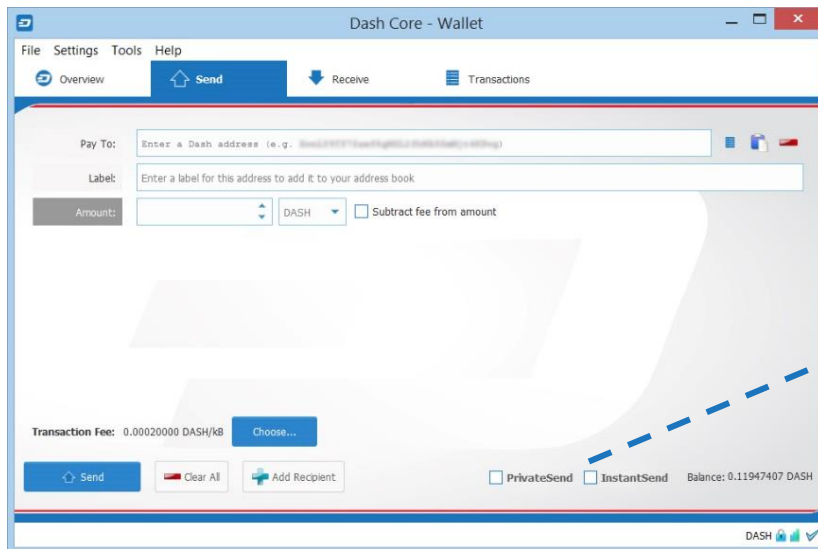 Dash Core - Wallet
File Settings Tools Help
Overview Send Receive Transactions
Pay To: Enter a Dash address (e.g. )
Label: Enter a label for this address to add it to your address book
Amount: DASH Subtract fee from amount
Transaction Fee: 0.00020000 DASH/kB Choose...
Send Clear All Add Recipient PrivateSend InstantSend Balance: 0.11947407 DASH
DASH